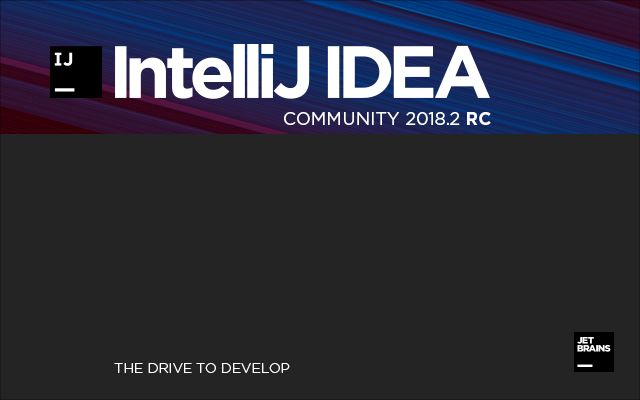 IJ
IntelliJ IDEA
COMMUNITY 2018.2 RC
THE DRIVE TO DEVELOP
JET
BRAINS